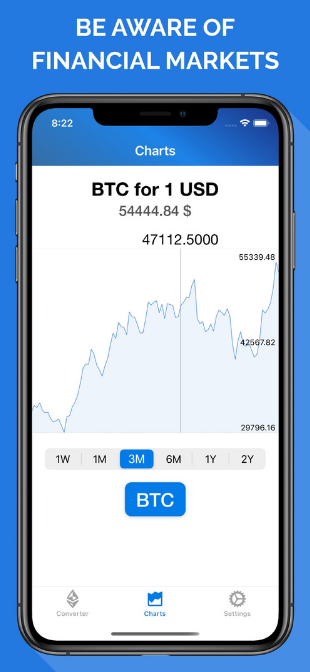 BE AWARE OF
FINANCIAL MARKETS
8:22
Charts
BTC for 1 USD
54444.84 $
47112.5000
55339.48
42567.82
29796.16
1W 1M 3M 6M 1Y 2Y
BTC
Converter Charts Settings